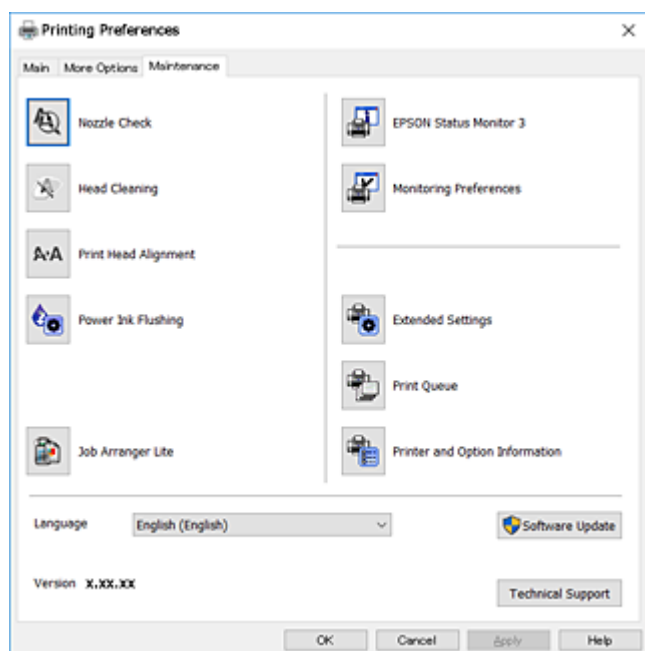 Printing Preferences
Main More Options Maintenance
Nozzle Check
Head Cleaning
A·A Print Head Alignment
Power Ink Flushing
Job Arranger Lite
EPSON Status Monitor 3
Monitoring Preferences
Extended Settings
Print Queue
Printer and Option Information
Language English (English) Software Update
Version X.XX.XX Technical Support
OK Cancel Apply Help